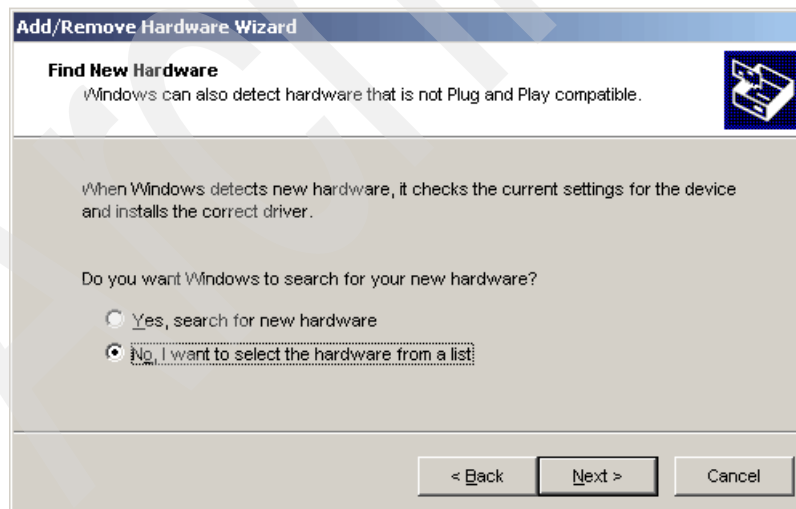 Add/Remove Hardware Wizard
Find New Hardware
Windows can also detect hardware that is not Plug and Play compatible.
When Windows detects new hardware, it checks the current settings for the device
and installs the correct driver.
Do you want Windows to search for your new hardware?
Yes, search for new hardware
No, I want to select the hardware from a list
< Back Next > Cancel